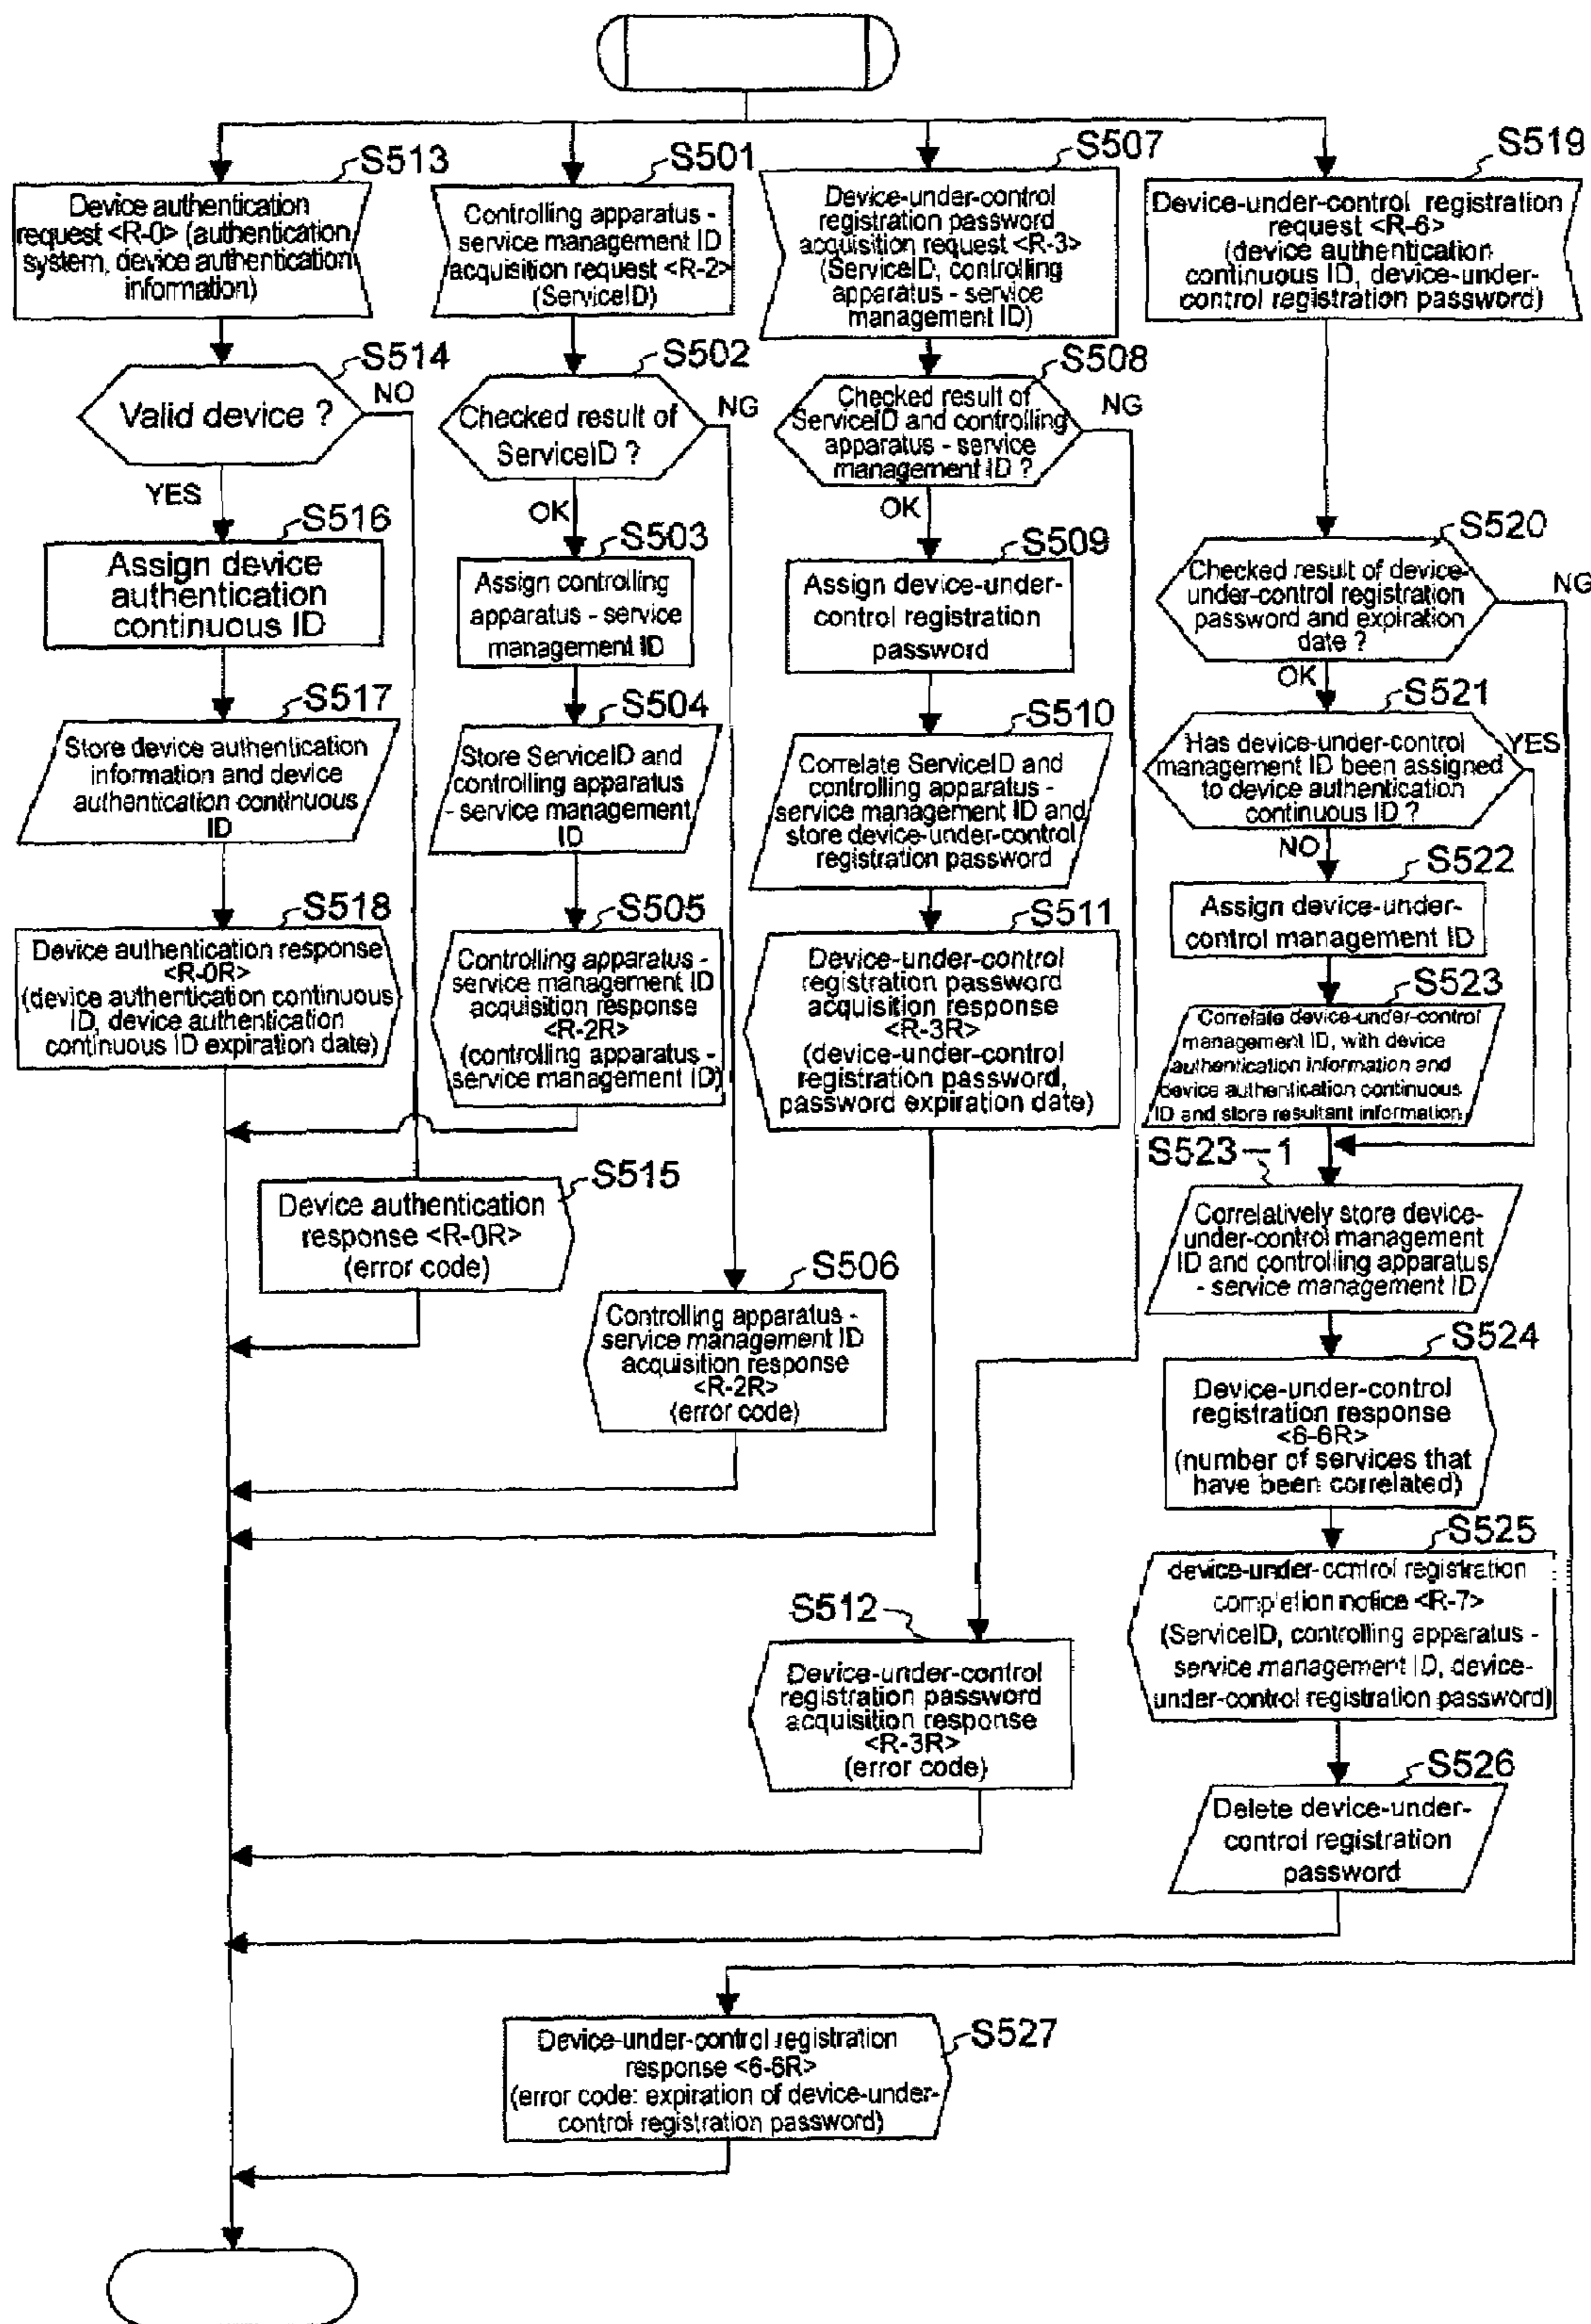 S513
Device authentication
request <R-0> (authentication
system, device authentication
information)
S514
Valid device ?
NO
YES
S516
Assign device
authentication
continuous ID
S517
Store device authentication
information and device
authentication continuous
ID
S518
Device authentication response
<R-0R>
(device authentication continuous
ID, device authentication
continuous ID expiration date)
S515
Device authentication
response <R-0R>
(error code)
S501
Controlling apparatus -
service management ID
acquisition request <R-2>
(ServiceID)
S502
Checked result of
ServiceID ?
NG
OK
S503
Assign controlling
apparatus - service
management ID
S504
Store ServiceID and
controlling apparatus
- service management
ID
S505
Controlling apparatus -
service management ID
acquisition response
<R-2R>
(controlling apparatus -
service management ID)
S506
Controlling apparatus -
service management ID
acquisition response
<R-2R>
(error code)
S507
Device-under-control
registration password
acquisition request <R-3>
(ServiceID, controlling
apparatus - service
management ID)
S508
Checked result of
ServiceID and controlling
apparatus - service
management ID ?
NG
OK
S509
Assign device-under-
control registration
password
S510
Correlate ServiceID and
controlling apparatus -
service management ID and
store device-under-control
registration password
S511
Device-under-control
registration password
acquisition response
<R-3R>
(device-under-control
registration password,
password expiration date)
S512
Device-under-control
registration password
acquisition response
<R-3R>
(error code)
S519
Device-under-control registration
request <R-6>
(device authentication
continuous ID, device-under-
control registration password)
S520
Checked result of device-
under-control registration
password and expiration
date ?
NG
OK
S521
Has device-under-control
management ID been assigned
to device authentication
continuous ID ?
YES
NO
S522
Assign device-under-
control management ID
S523
Correlate device-under-control
management ID, with device
authentication information and
device authentication continuous
ID and store resultant information
S523-1
Correlatively store device-
under-control management
ID and controlling apparatus
- service management ID
S524
Device-under-control
registration response
<6-6R>
(number of services that
have been correlated)
S525
device-under-control registration
completion notice <R-7>
(ServiceID, controlling apparatus -
service management ID, device-
under-control registration password)
S526
Delete device-under-
control registration
password
S527
Device-under-control registration
response <6-6R>
(error code: expiration of device-under-
control registration password)